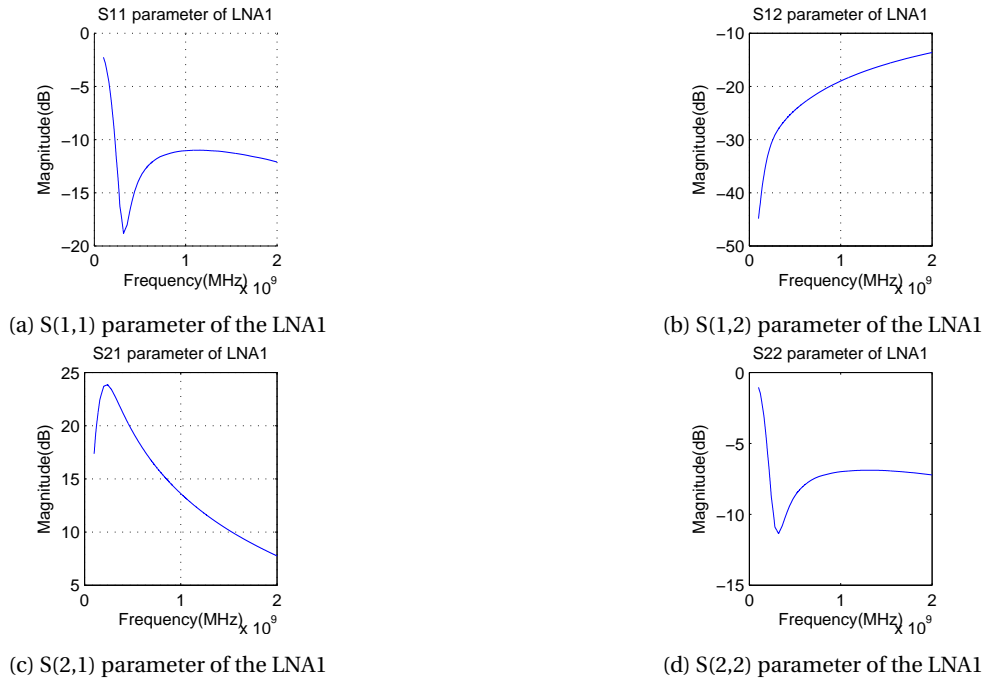 S11 parameter of LNA1
0
−5
−10
−15
−20
Magnitude(dB)
0 1 2
Frequency(MHz)
x 10^9
(a) S(1,1) parameter of the LNA1
S12 parameter of LNA1
−10
−20
−30
−40
−50
Magnitude(dB)
0 1 2
Frequency(MHz)
x 10^9
(b) S(1,2) parameter of the LNA1
S21 parameter of LNA1
25
20
15
10
5
Magnitude(dB)
0 1 2
Frequency(MHz)
x 10^9
(c) S(2,1) parameter of the LNA1
S22 parameter of LNA1
0
−5
−10
−15
Magnitude(dB)
0 1 2
Frequency(MHz)
x 10^9
(d) S(2,2) parameter of the LNA1